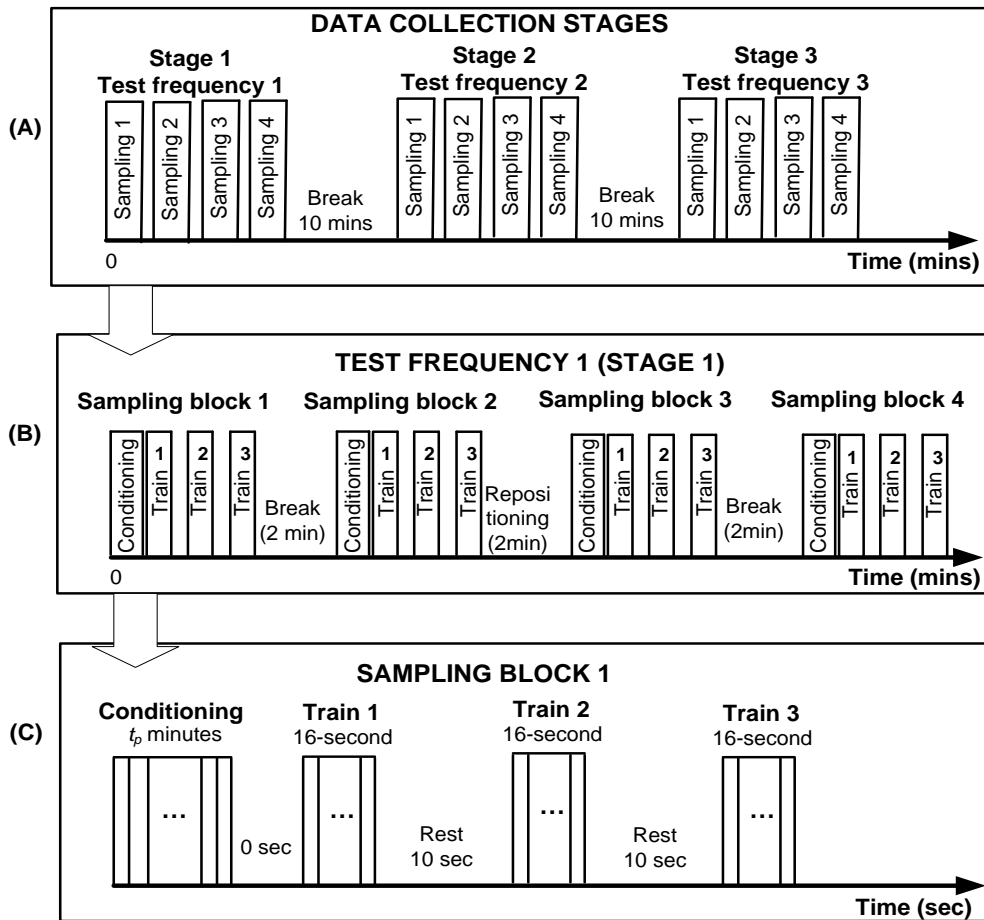 DATA COLLECTION STAGES
Stage 1
Test frequency 1
Stage 2
Test frequency 2
Stage 3
Test frequency 3
(A)
Sampling 1
Sampling 2
Sampling 3
Sampling 4
Break
10 mins
Sampling 1
Sampling 2
Sampling 3
Sampling 4
Break
10 mins
Sampling 1
Sampling 2
Sampling 3
Sampling 4
0
Time (mins)
TEST FREQUENCY 1 (STAGE 1)
Sampling block 1
Sampling block 2
Sampling block 3
Sampling block 4
(B)
Conditioning
Train 1
Train 2
Train 3
Break
(2 min)
Conditioning
Train 1
Train 2
Train 3
Reposi
tioning
(2min)
Conditioning
Train 1
Train 2
Train 3
Break
(2min)
Conditioning
Train 1
Train 2
Train 3
0
Time (mins)
SAMPLING BLOCK 1
(C)
Conditioning
tp minutes
Train 1
16-second
Train 2
16-second
Train 3
16-second
...
0 sec
...
Rest
10 sec
...
Rest
10 sec
...
Time (sec)